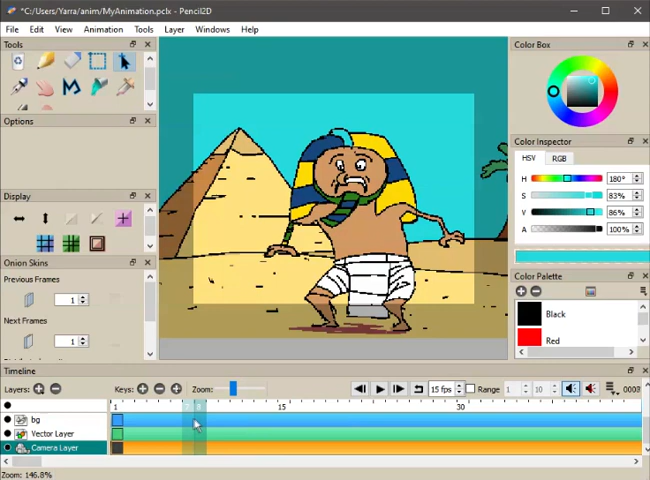 *C:/Users/Yarra/anim/MyAnimation.pclx - Pencil2D
File Edit View Animation Tools Layer Windows Help
Tools
Options
Display
Onion Skins
Previous Frames
1
Next Frames
1
Color Box
Color Inspector
HSV RGB
H 180°
S 83%
V 86%
A 100%
Color Palette
Black
Red
Timeline
Layers: Keys: Zoom: 15 fps Range 1 10 0003
1 15 30
bg
Vector Layer
Camera Layer
Zoom: 146.8%